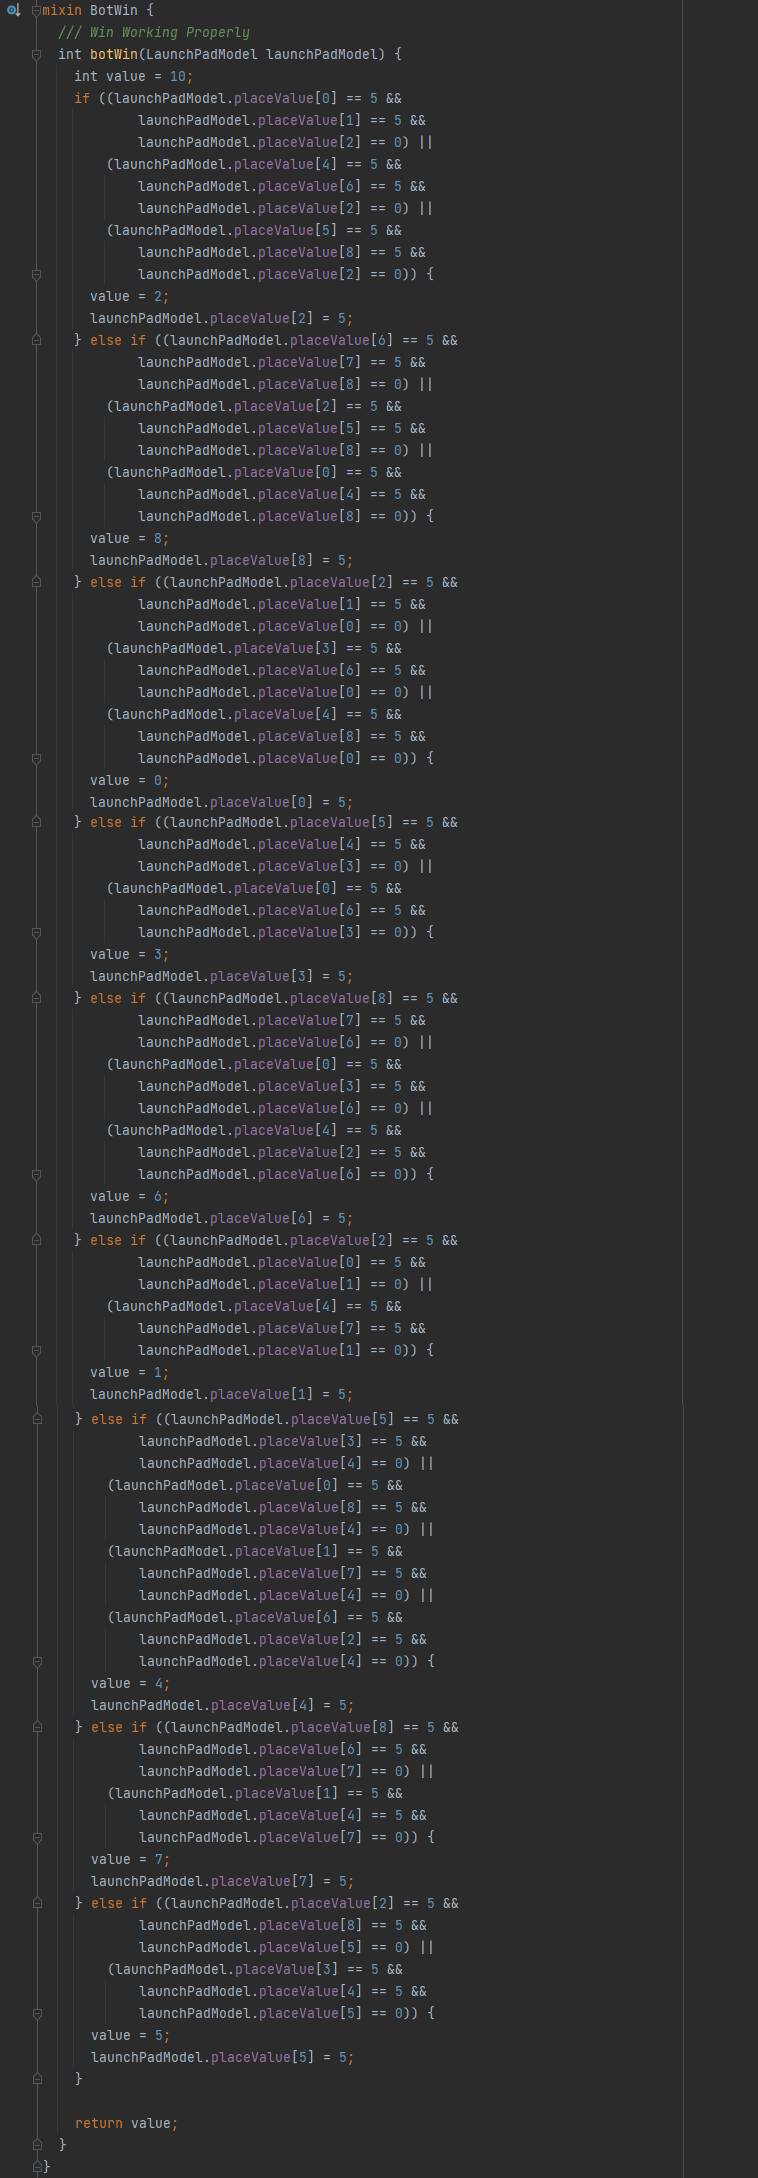 mixin BotWin {
/// Win Working Properly
int botWin(LaunchPadModel launchPadModel) {
int value = 10;
if ((launchPadModel.placeValue[0] == 5 &&
launchPadModel.placeValue[1] == 5 &&
launchPadModel.placeValue[2] == 0) ||
(launchPadModel.placeValue[4] == 5 &&
launchPadModel.placeValue[6] == 5 &&
launchPadModel.placeValue[2] == 0) ||
(launchPadModel.placeValue[5] == 5 &&
launchPadModel.placeValue[8] == 5 &&
launchPadModel.placeValue[2] == 0)) {
value = 2;
launchPadModel.placeValue[2] = 5;
} else if ((launchPadModel.placeValue[6] == 5 &&
launchPadModel.placeValue[7] == 5 &&
launchPadModel.placeValue[8] == 0) ||
(launchPadModel.placeValue[2] == 5 &&
launchPadModel.placeValue[5] == 5 &&
launchPadModel.placeValue[8] == 0) ||
(launchPadModel.placeValue[0] == 5 &&
launchPadModel.placeValue[4] == 5 &&
launchPadModel.placeValue[8] == 0)) {
value = 8;
launchPadModel.placeValue[8] = 5;
} else if ((launchPadModel.placeValue[2] == 5 &&
launchPadModel.placeValue[1] == 5 &&
launchPadModel.placeValue[0] == 0) ||
(launchPadModel.placeValue[3] == 5 &&
launchPadModel.placeValue[6] == 5 &&
launchPadModel.placeValue[0] == 0) ||
(launchPadModel.placeValue[4] == 5 &&
launchPadModel.placeValue[8] == 5 &&
launchPadModel.placeValue[0] == 0)) {
value = 0;
launchPadModel.placeValue[0] = 5;
} else if ((launchPadModel.placeValue[5] == 5 &&
launchPadModel.placeValue[4] == 5 &&
launchPadModel.placeValue[3] == 0) ||
(launchPadModel.placeValue[0] == 5 &&
launchPadModel.placeValue[6] == 5 &&
launchPadModel.placeValue[3] == 0)) {
value = 3;
launchPadModel.placeValue[3] = 5;
} else if ((launchPadModel.placeValue[8] == 5 &&
launchPadModel.placeValue[7] == 5 &&
launchPadModel.placeValue[6] == 0) ||
(launchPadModel.placeValue[0] == 5 &&
launchPadModel.placeValue[3] == 5 &&
launchPadModel.placeValue[6] == 0) ||
(launchPadModel.placeValue[4] == 5 &&
launchPadModel.placeValue[2] == 5 &&
launchPadModel.placeValue[6] == 0)) {
value = 6;
launchPadModel.placeValue[6] = 5;
} else if ((launchPadModel.placeValue[2] == 5 &&
launchPadModel.placeValue[0] == 5 &&
launchPadModel.placeValue[1] == 0) ||
(launchPadModel.placeValue[4] == 5 &&
launchPadModel.placeValue[7] == 5 &&
launchPadModel.placeValue[1] == 0)) {
value = 1;
launchPadModel.placeValue[1] = 5;
} else if ((launchPadModel.placeValue[5] == 5 &&
launchPadModel.placeValue[3] == 5 &&
launchPadModel.placeValue[4] == 0) ||
(launchPadModel.placeValue[0] == 5 &&
launchPadModel.placeValue[8] == 5 &&
launchPadModel.placeValue[4] == 0) ||
(launchPadModel.placeValue[1] == 5 &&
launchPadModel.placeValue[7] == 5 &&
launchPadModel.placeValue[4] == 0) ||
(launchPadModel.placeValue[6] == 5 &&
launchPadModel.placeValue[2] == 5 &&
launchPadModel.placeValue[4] == 0)) {
value = 4;
launchPadModel.placeValue[4] = 5;
} else if ((launchPadModel.placeValue[8] == 5 &&
launchPadModel.placeValue[6] == 5 &&
launchPadModel.placeValue[7] == 0) ||
(launchPadModel.placeValue[1] == 5 &&
launchPadModel.placeValue[4] == 5 &&
launchPadModel.placeValue[7] == 0)) {
value = 7;
launchPadModel.placeValue[7] = 5;
} else if ((launchPadModel.placeValue[2] == 5 &&
launchPadModel.placeValue[8] == 5 &&
launchPadModel.placeValue[5] == 0) ||
(launchPadModel.placeValue[3] == 5 &&
launchPadModel.placeValue[4] == 5 &&
launchPadModel.placeValue[5] == 0)) {
value = 5;
launchPadModel.placeValue[5] = 5;
}
return value;
}
}